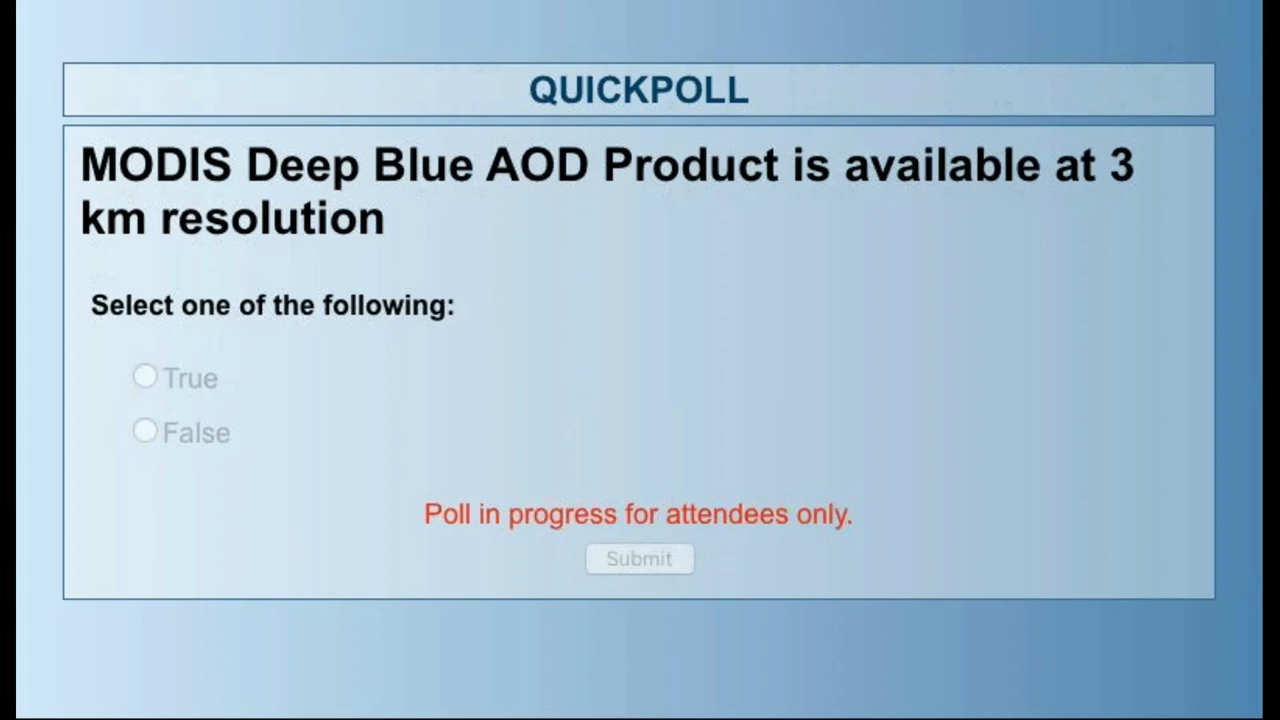 QUICKPOLL
MODIS Deep Blue AOD Product is available at 3
km resolution
Select one of the following:
True
False
Poll in progress for attendees only.
Submit